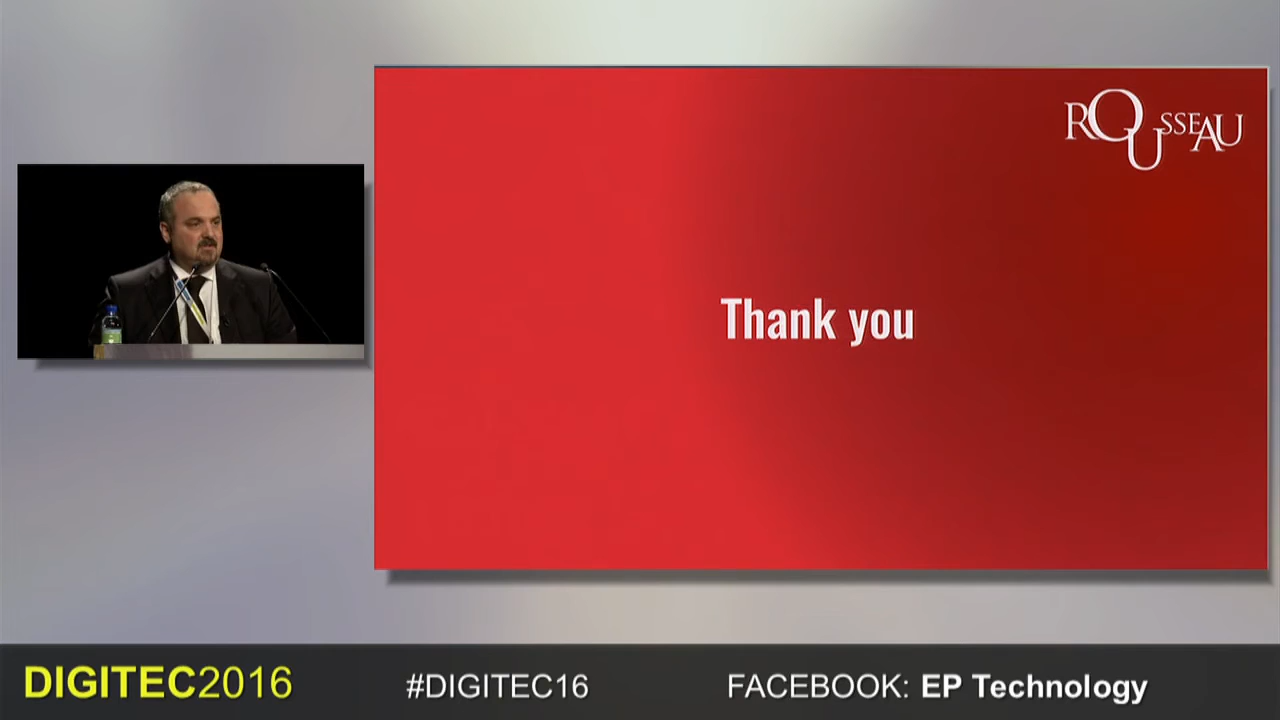 ROUSSEAU
Thank you
DIGITEC2016
#DIGITEC16
FACEBOOK: EP Technology